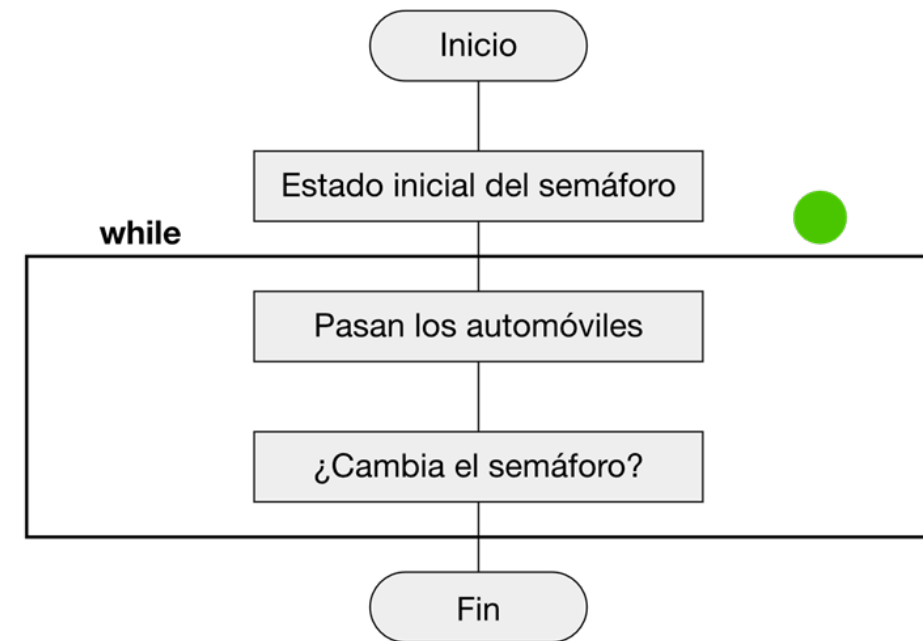 Inicio
Estado inicial del semáforo
while
Pasan los automóviles
¿Cambia el semáforo?
Fin